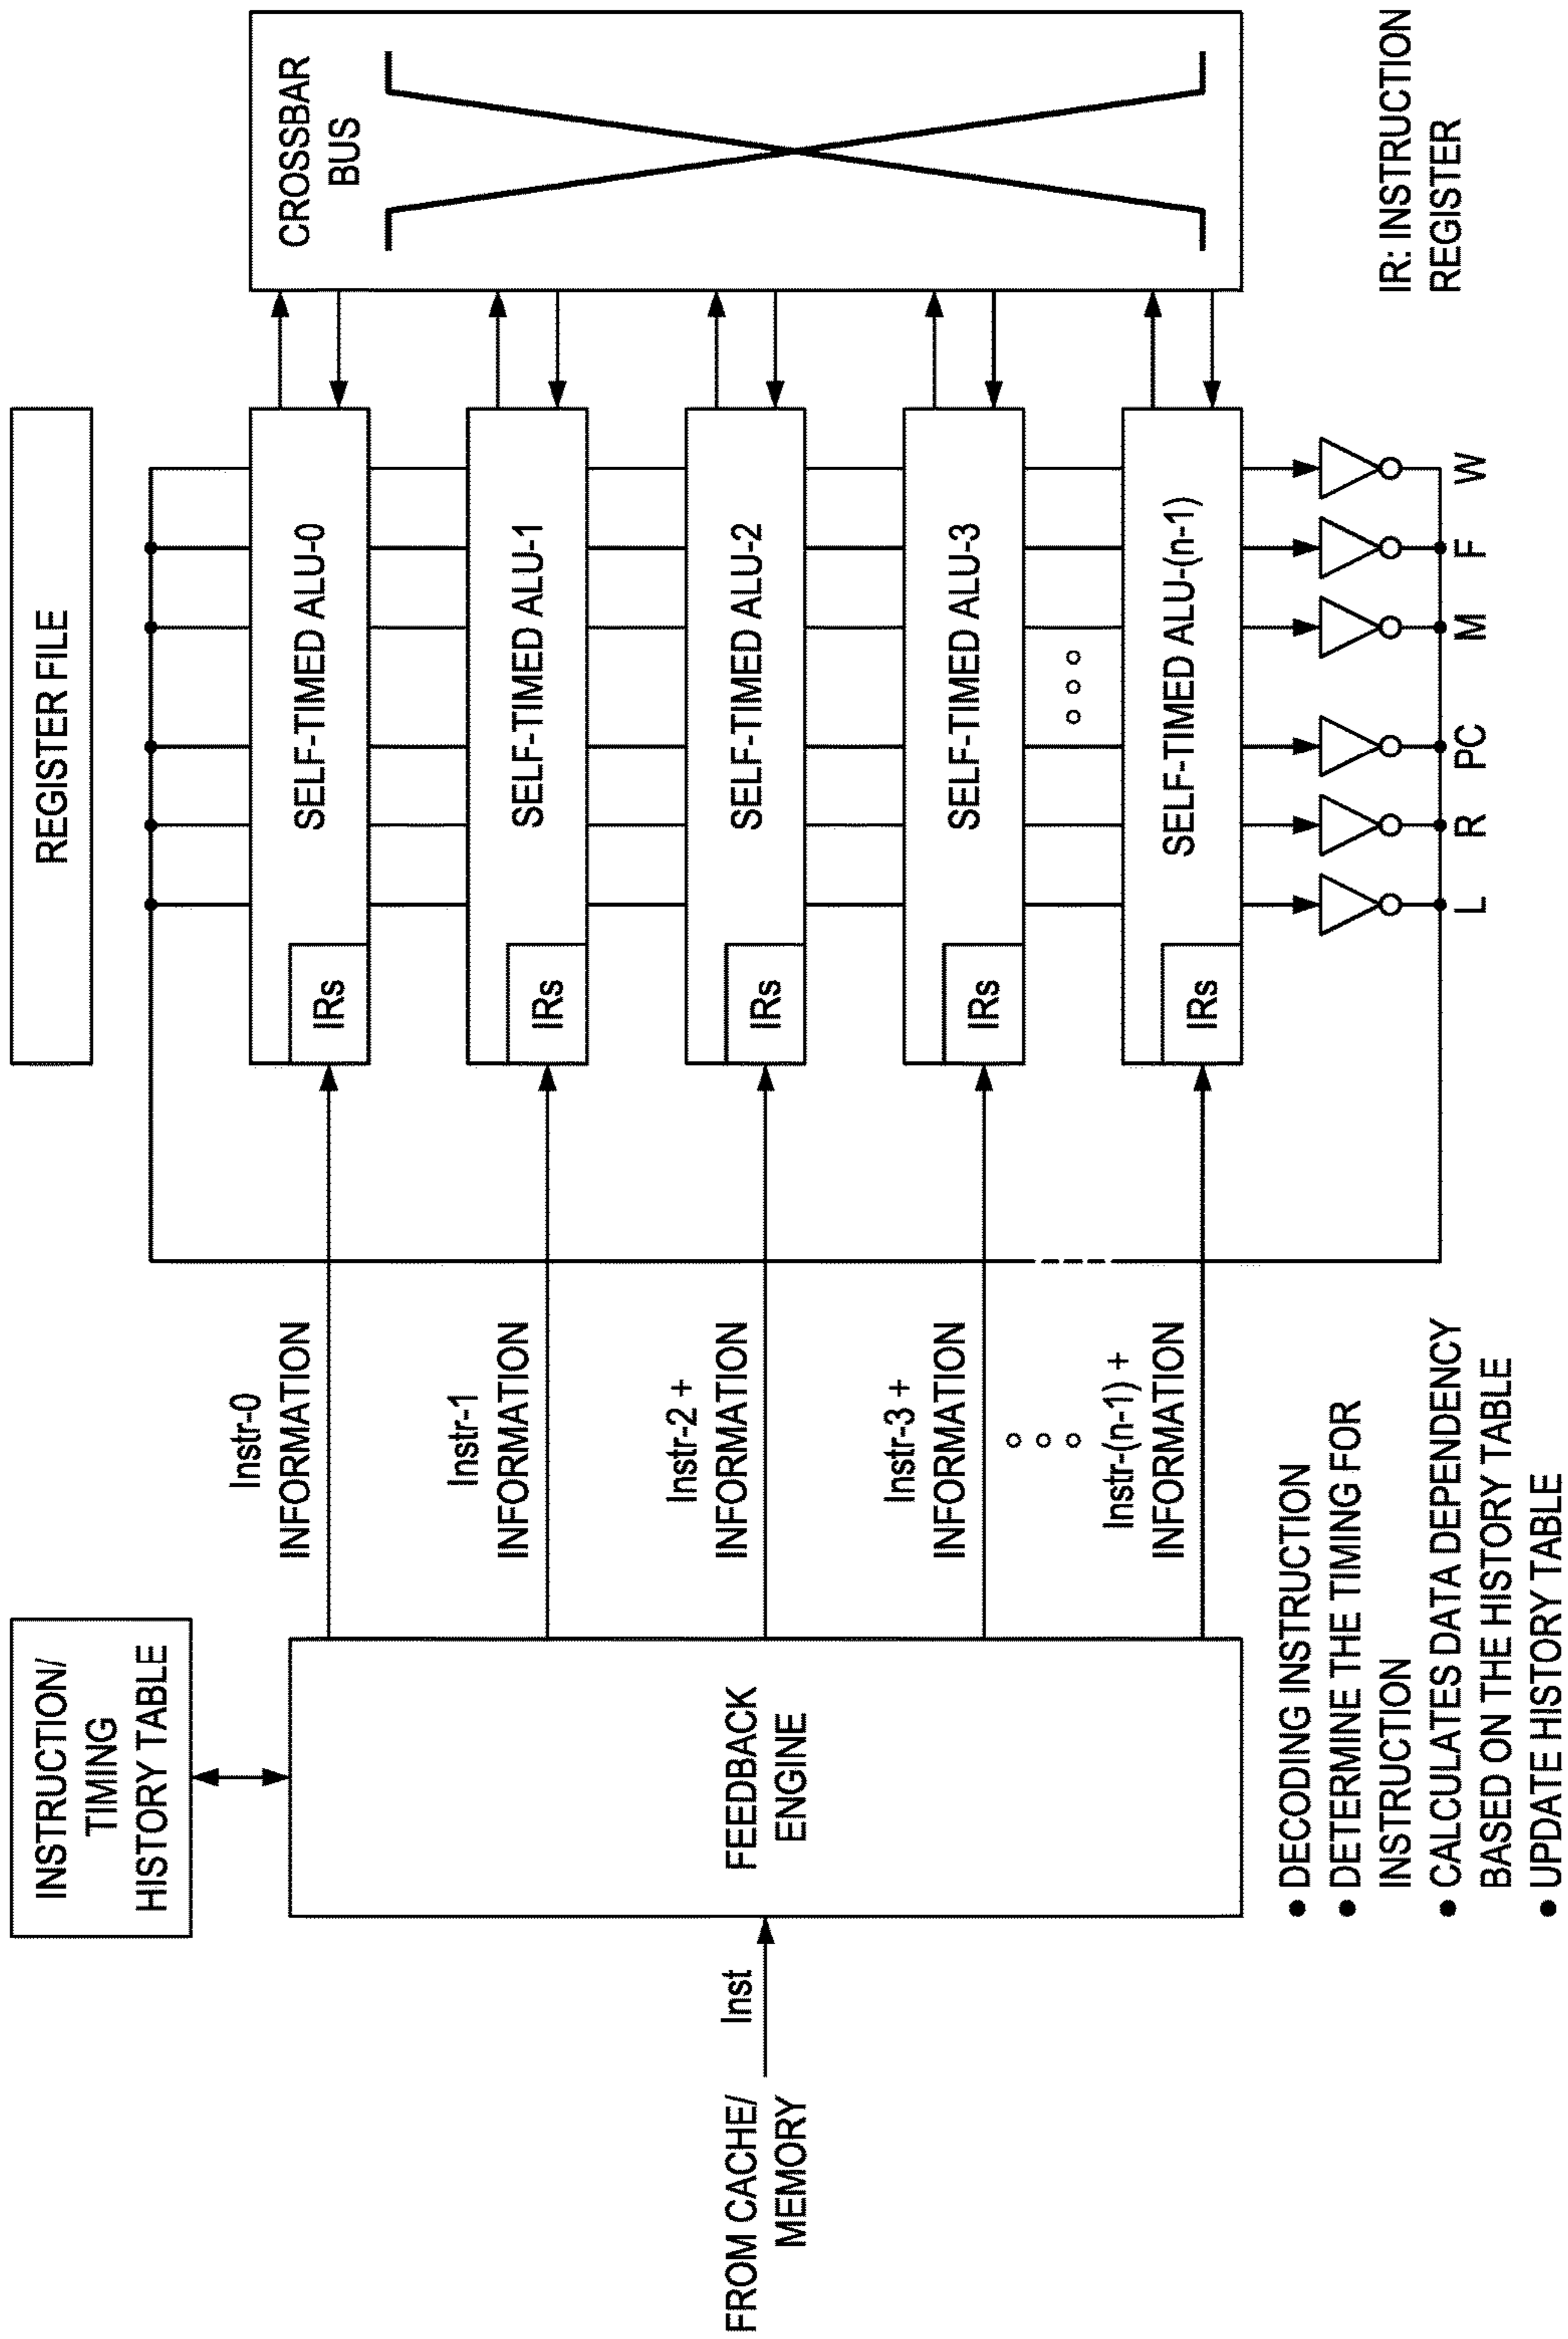 INSTRUCTION/
TIMING
HISTORY TABLE
REGISTER FILE
FROM CACHE/
MEMORY
Inst
FEEDBACK
ENGINE
Instr-0
INFORMATION
Instr-1
INFORMATION
Instr-2 +
INFORMATION
Instr-3 +
INFORMATION
Instr-(n-1) +
INFORMATION
IRs
SELF-TIMED ALU-0
IRs
SELF-TIMED ALU-1
IRs
SELF-TIMED ALU-2
IRs
SELF-TIMED ALU-3
IRs
SELF-TIMED ALU-(n-1)
CROSSBAR
BUS
L R PC M F W
• DECODING INSTRUCTION
• DETERMINE THE TIMING FOR
INSTRUCTION
• CALCULATES DATA DEPENDENCY
BASED ON THE HISTORY TABLE
• UPDATE HISTORY TABLE
IR: INSTRUCTION
REGISTER